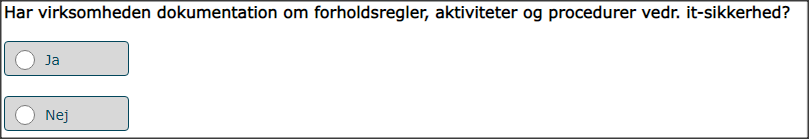 Har virksomheden dokumentation om forholdsregler, aktiviteter og procedurer vedr. it-sikkerhed?
Ja
Nej